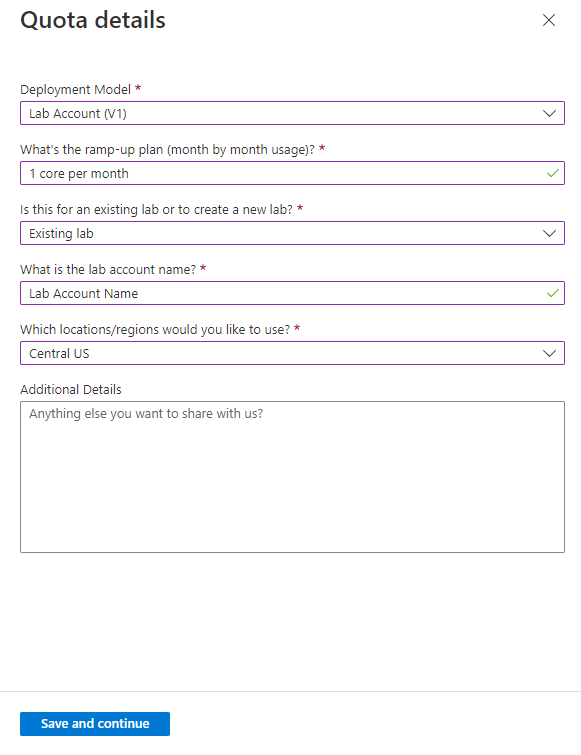 Quota details
Deployment Model *
Lab Account (V1)
What's the ramp-up plan (month by month usage)? *
1 core per month
Is this for an existing lab or to create a new lab? *
Existing lab
What is the lab account name? *
Lab Account Name
Which locations/regions would you like to use? *
Central US
Additional Details
Anything else you want to share with us?
Save and continue